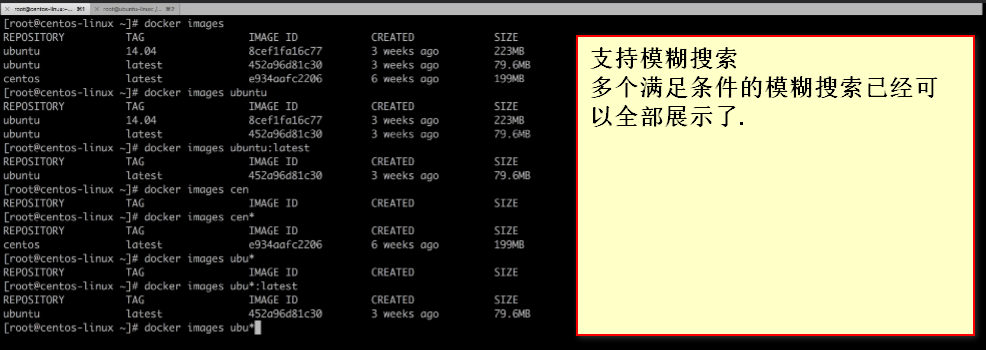 root@centos-linux:~... ⌘1
root@ubuntu-linux: /... ⌘2
[root@centos-linux ~]# docker images
REPOSITORY TAG IMAGE ID CREATED SIZE
ubuntu 14.04 8cef1fa16c77 3 weeks ago 223MB
ubuntu latest 452a96d81c30 3 weeks ago 79.6MB
centos latest e934aafc2206 6 weeks ago 199MB
[root@centos-linux ~]# docker images ubuntu
REPOSITORY TAG IMAGE ID CREATED SIZE
ubuntu 14.04 8cef1fa16c77 3 weeks ago 223MB
ubuntu latest 452a96d81c30 3 weeks ago 79.6MB
[root@centos-linux ~]# docker images ubuntu:latest
REPOSITORY TAG IMAGE ID CREATED SIZE
ubuntu latest 452a96d81c30 3 weeks ago 79.6MB
[root@centos-linux ~]# docker images cen
REPOSITORY TAG IMAGE ID CREATED SIZE
[root@centos-linux ~]# docker images cen*
REPOSITORY TAG IMAGE ID CREATED SIZE
centos latest e934aafc2206 6 weeks ago 199MB
[root@centos-linux ~]# docker images ubu*
REPOSITORY TAG IMAGE ID CREATED SIZE
[root@centos-linux ~]# docker images ubu*:latest
REPOSITORY TAG IMAGE ID CREATED SIZE
ubuntu latest 452a96d81c30 3 weeks ago 79.6MB
[root@centos-linux ~]# docker images ubu*
支持模糊搜索
多个满足条件的模糊搜索已经可
以全部展示了.